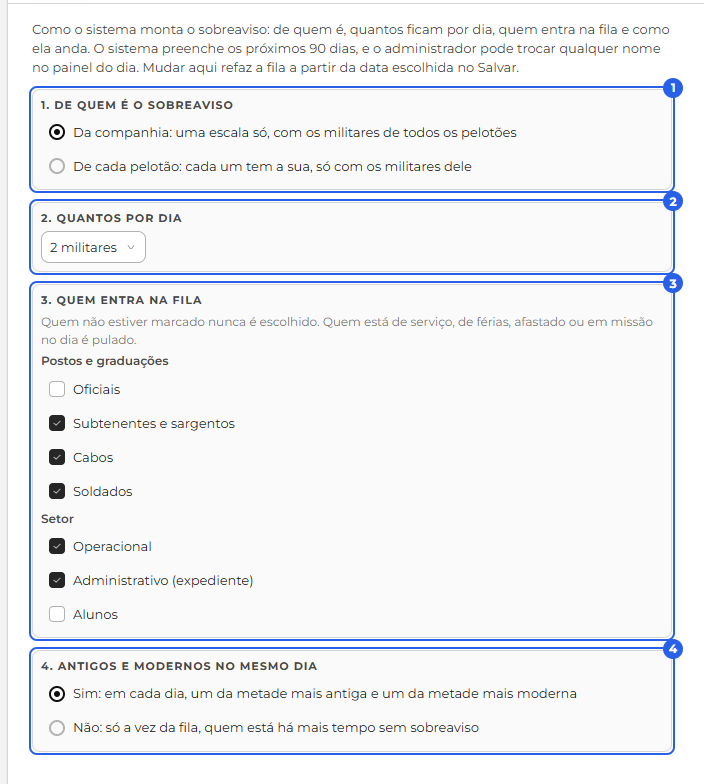 Como o sistema monta o sobreaviso: de quem é, quantos ficam por dia, quem entra na fila e como
ela anda. O sistema preenche os próximos 90 dias, e o administrador pode trocar qualquer nome
no painel do dia. Mudar aqui refaz a fila a partir da data escolhida no Salvar.
1
1. DE QUEM É O SOBREAVISO
Da companhia: uma escala só, com os militares de todos os pelotões
De cada pelotão: cada um tem a sua, só com os militares dele
2
2. QUANTOS POR DIA
2 militares
3
3. QUEM ENTRA NA FILA
Quem não estiver marcado nunca é escolhido. Quem está de serviço, de férias, afastado ou em missão
no dia é pulado.
Postos e graduações
Oficiais
Subtenentes e sargentos
Cabos
Soldados
Setor
Operacional
Administrativo (expediente)
Alunos
4
4. ANTIGOS E MODERNOS NO MESMO DIA
Sim: em cada dia, um da metade mais antiga e um da metade mais moderna
Não: só a vez da fila, quem está há mais tempo sem sobreaviso